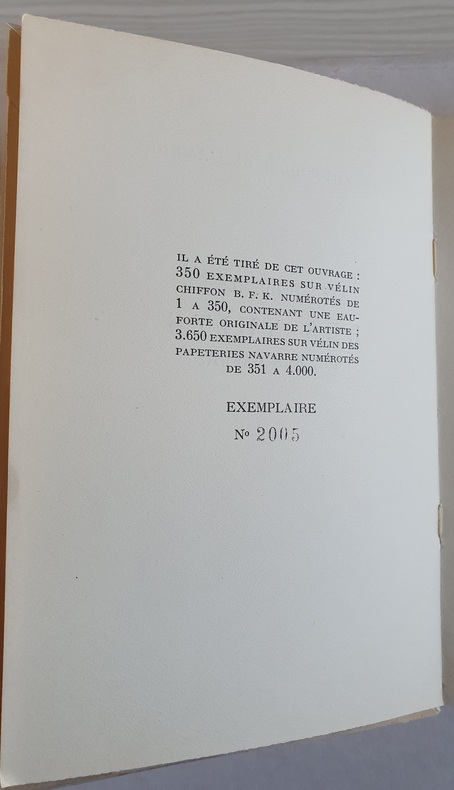 IL A ÉTÉ TIRÉ DE CET OUVRAGE :
350 EXEMPLAIRES SUR VÉLIN
CHIFFON B. F. K. NUMÉROTÉS DE
1 A 350, CONTENANT UNE EAU-
FORTE ORIGINALE DE L'ARTISTE ;
3.650 EXEMPLAIRES SUR VÉLIN DES
PAPETERIES NAVARRE NUMÉROTÉS
DE 351 A 4.000.
EXEMPLAIRE
Nº 2005